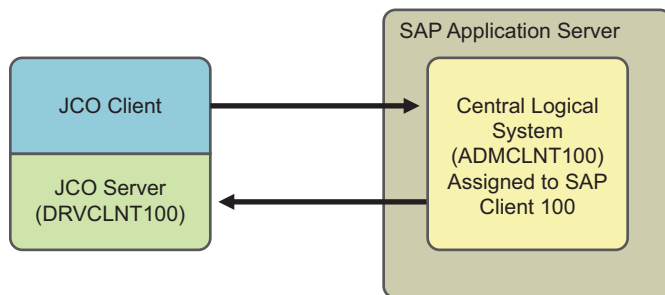 SAP Application Server
JCO Client
Central Logical
System
(ADMCLNT100)
Assigned to SAP
Client 100
JCO Server
(DRVCLNT100)